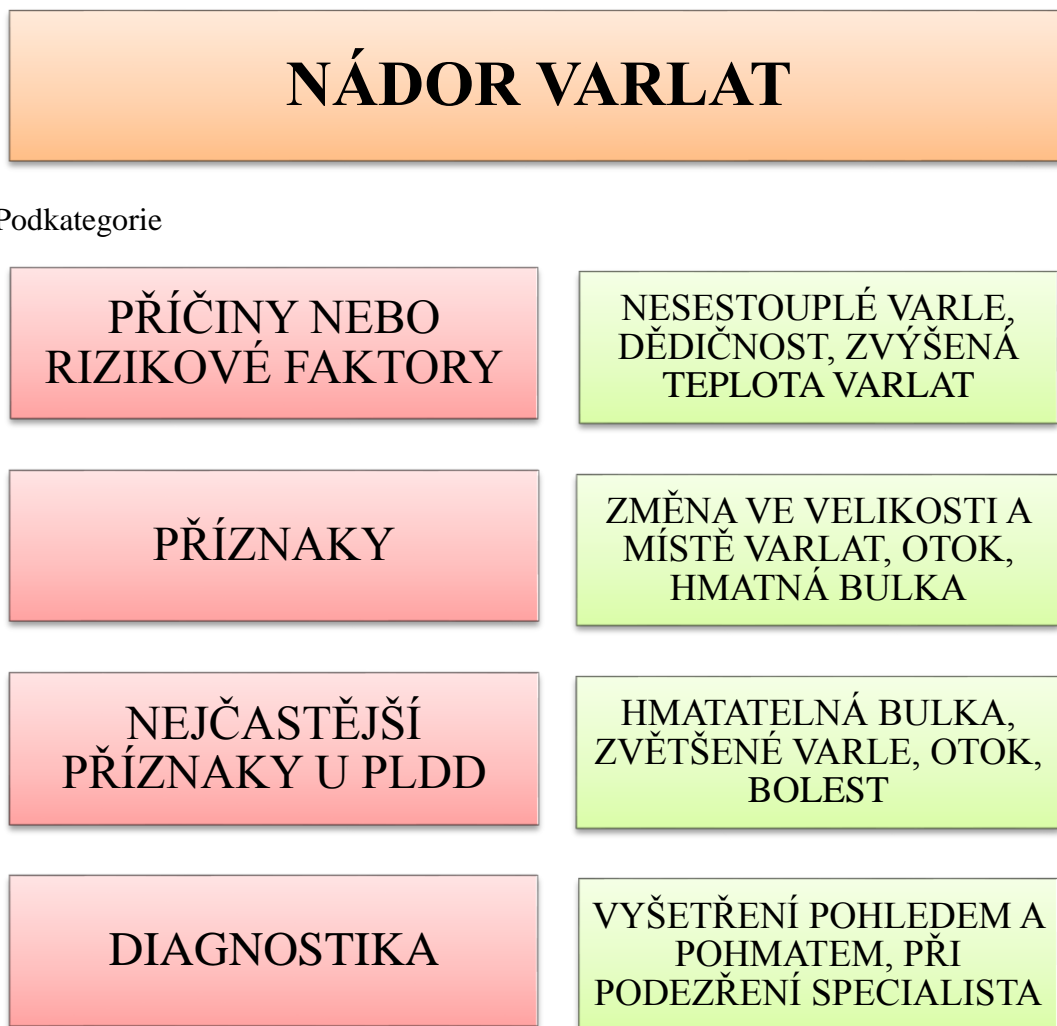 NÁDOR VARLAT
Podkategorie
PŘÍČINY NEBO
RIZIKOVÉ FAKTORY
NESESTOUPLÉ VARLE,
DĚDIČNOST, ZVÝŠENÁ
TEPLOTA VARLAT
PŘÍZNAKY
ZMĚNA VE VELIKOSTI A
MÍSTĚ VARLAT, OTOK,
HMATNÁ BULKA
NEJČASTĚJŠÍ
PŘÍZNAKY U PLDD
HMATATELNÁ BULKA,
ZVĚTŠENÉ VARLE, OTOK,
BOLEST
DIAGNOSTIKA
VYŠETŘENÍ POHLEDEM A
POHMATEM, PŘI
PODEZŘENÍ SPECIALISTA